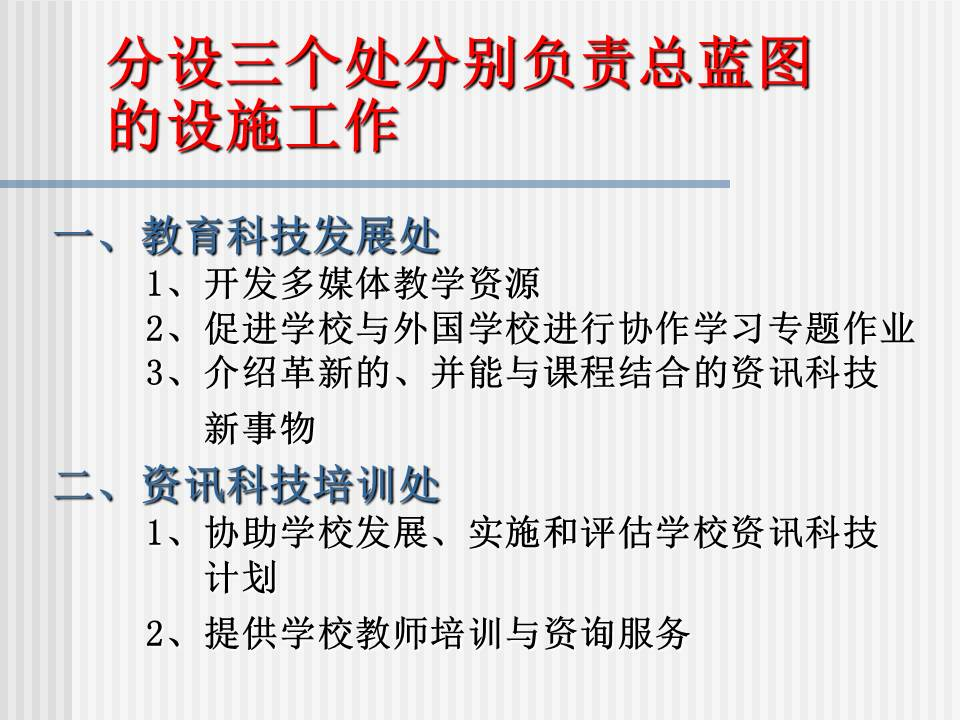 分设三个处分别负责总蓝图
的设施工作
一、教育科技发展处
1、开发多媒体教学资源
2、促进学校与外国学校进行协作学习专题作业
3、介绍革新的、并能与课程结合的资讯科技
新事物
二、资讯科技培训处
1、协助学校发展、实施和评估学校资讯科技
计划
2、提供学校教师培训与资询服务